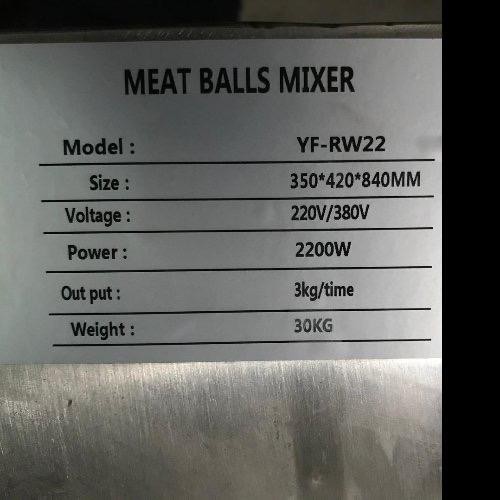 MEAT BALLS MIXER
Model : YF-RW22
Size : 350*420*840MM
Voltage : 220V/380V
Power : 2200W
Out put : 3kg/time
Weight : 30KG